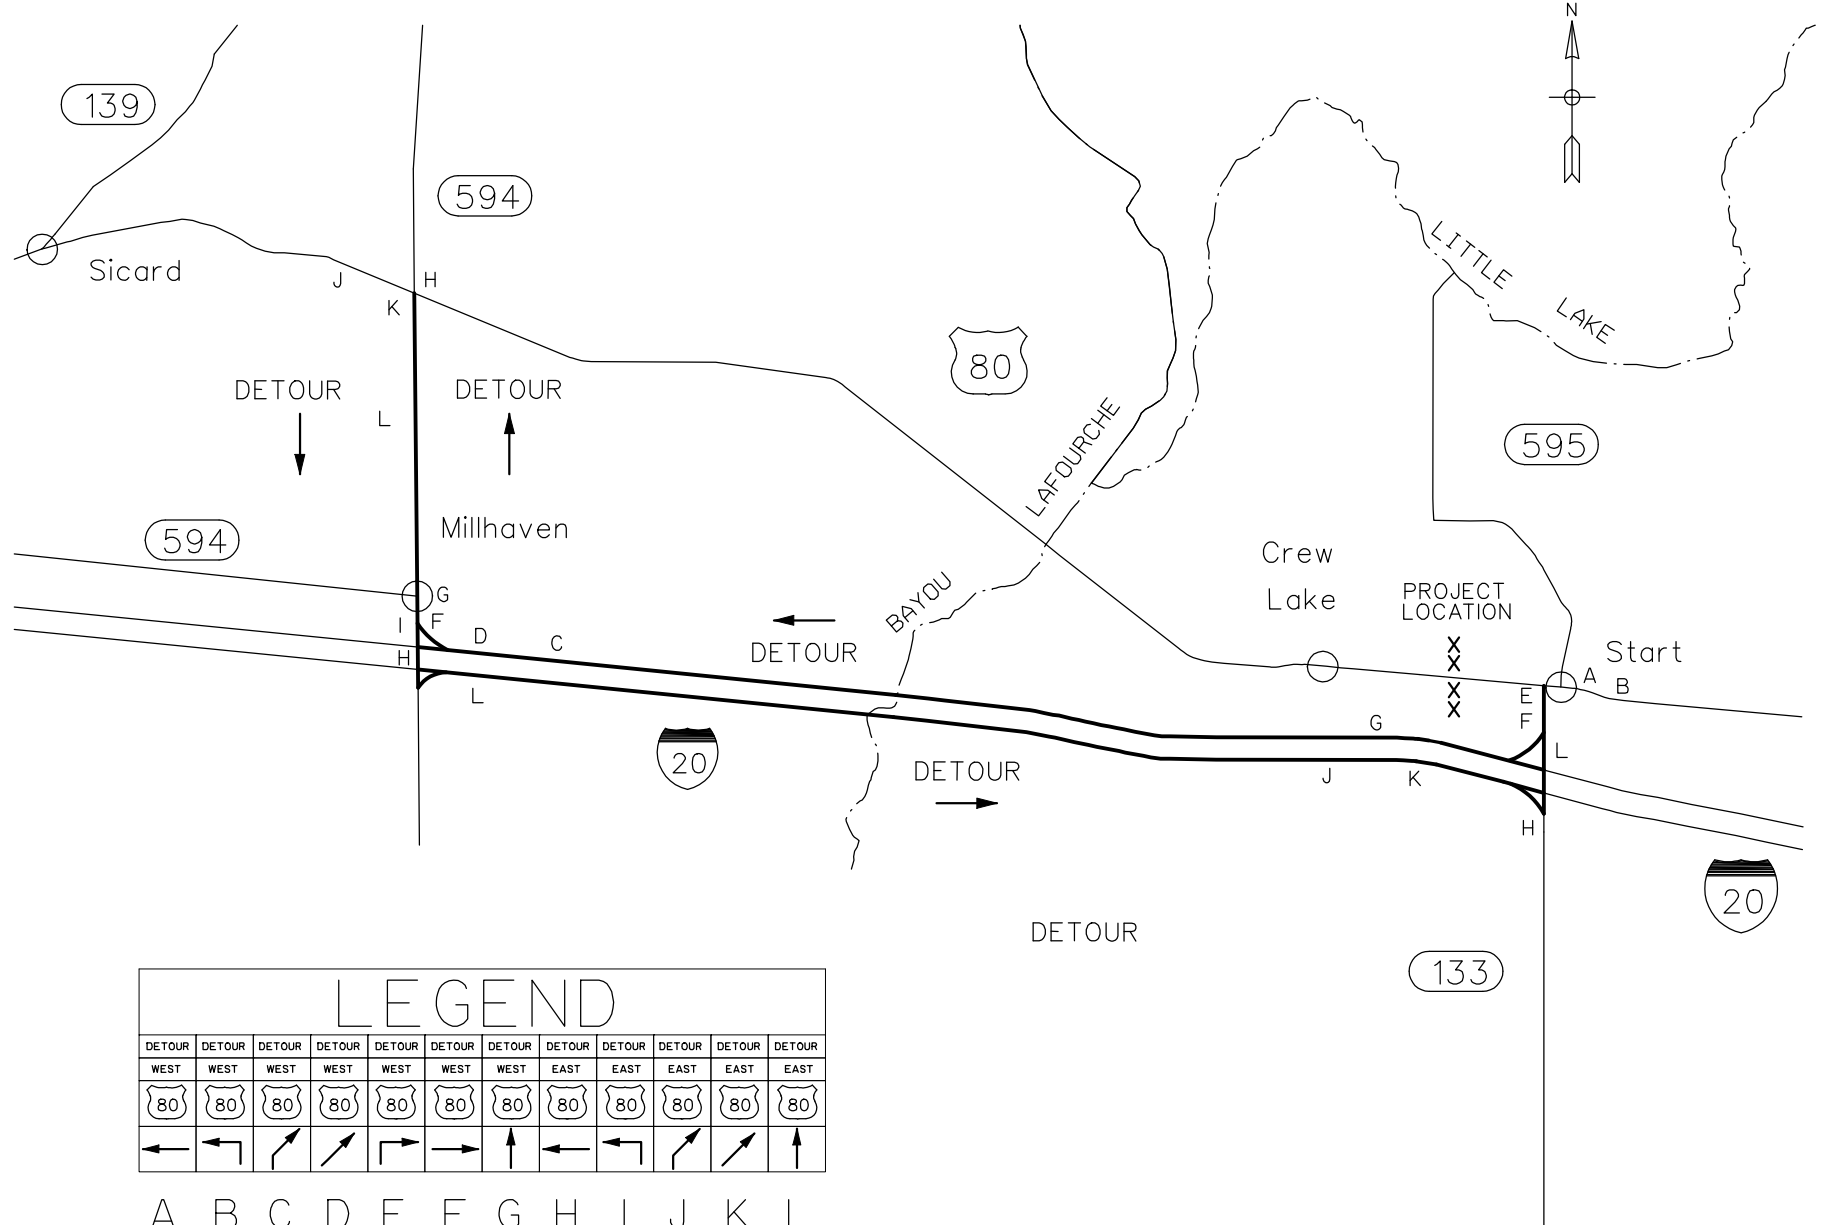 N
139
594
Sicard
J
H
K
LITTLE
LAKE
80
DETOUR
DETOUR
L
LAFOURCHE
595
Millhaven
594
Crew
Lake
PROJECT
LOCATION
X
X
X
X
BAYOU
G
F
I
D
C
H
L
DETOUR
Start
A
B
E
F
G
L
20
DETOUR
J
K
H
20
DETOUR
133
LEGEND
DETOUR DETOUR DETOUR DETOUR DETOUR DETOUR DETOUR DETOUR DETOUR DETOUR DETOUR DETOUR
WEST WEST WEST WEST WEST WEST WEST EAST EAST EAST EAST EAST
80 80 80 80 80 80 80 80 80 80 80 80
A B C D E F G H I J K L